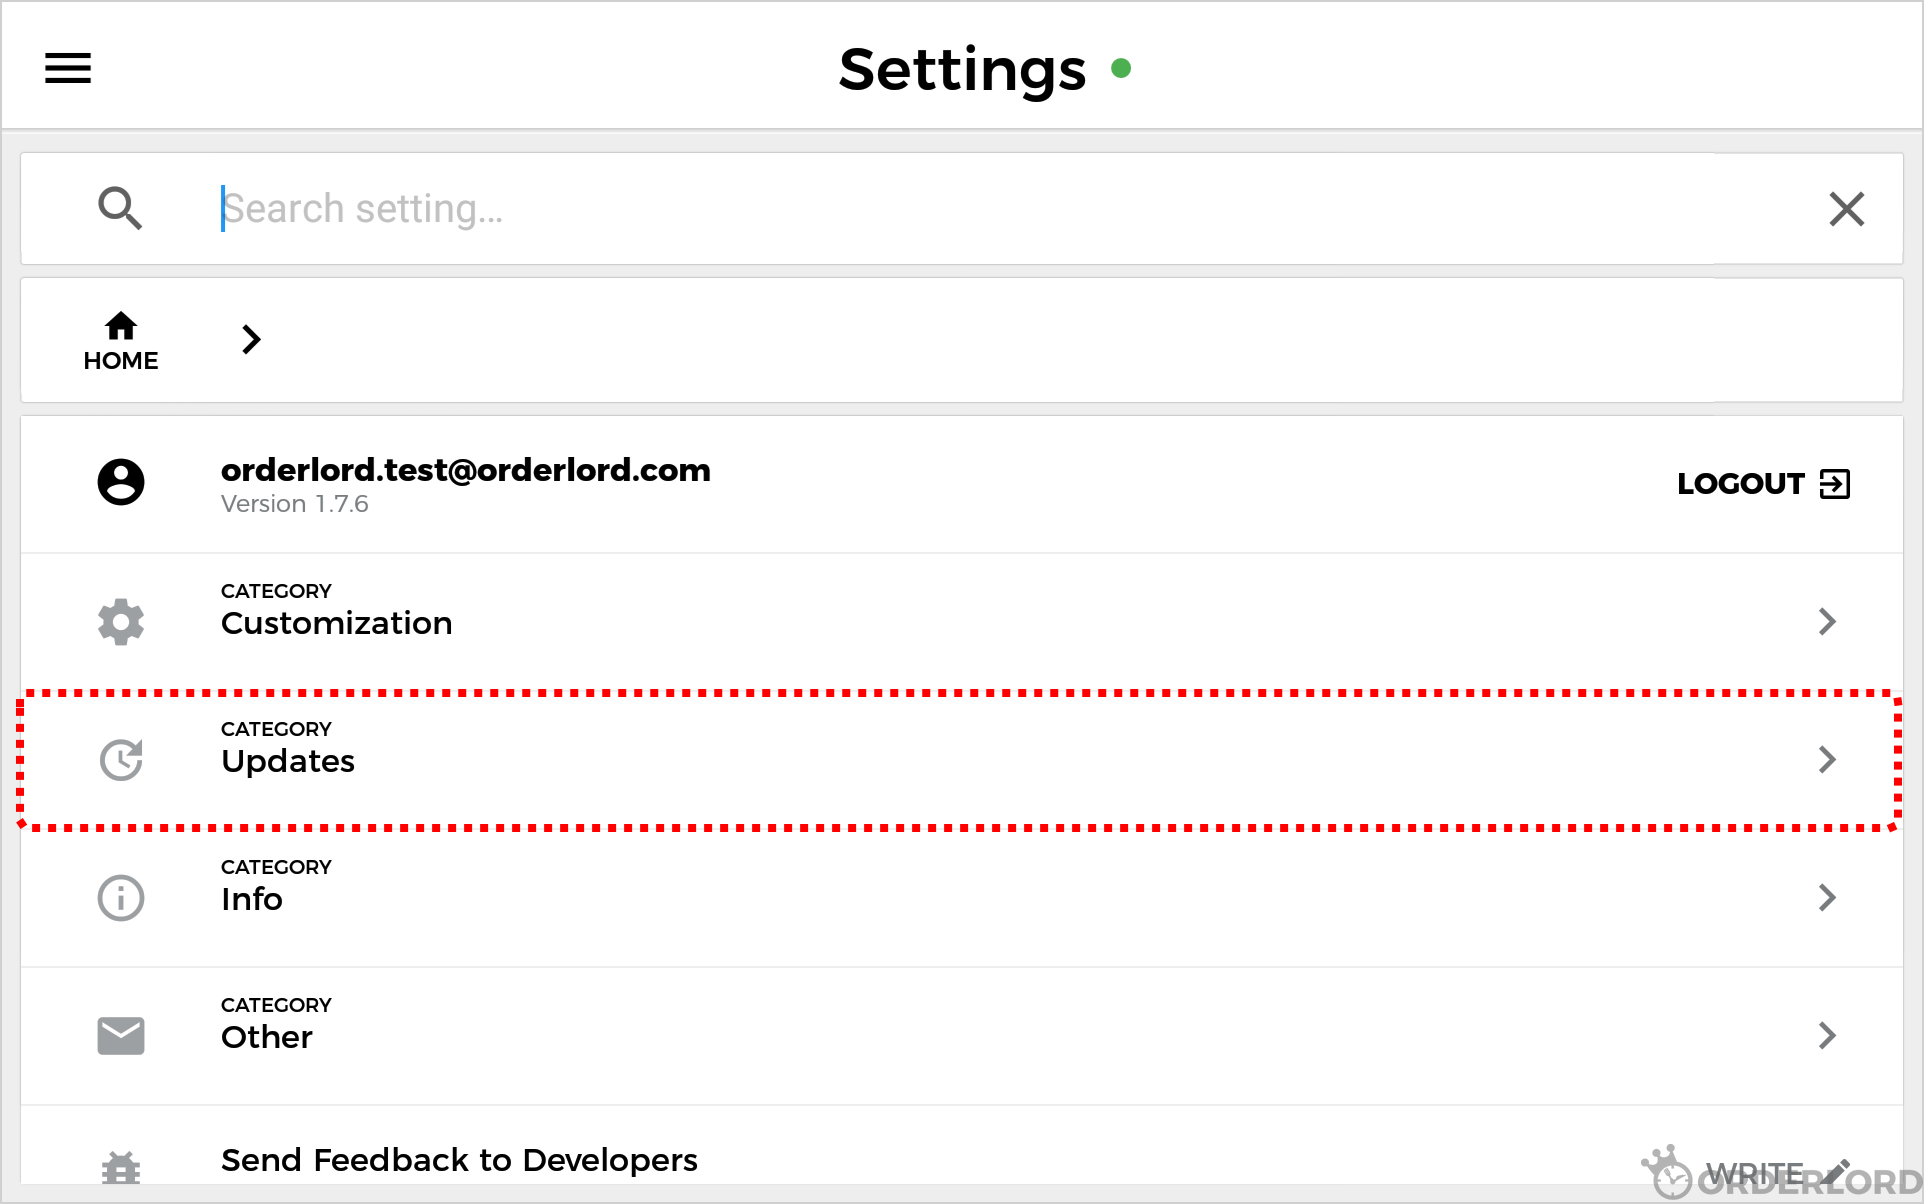 Settings
Search setting...
HOME
orderlord.test@orderlord.com
Version 1.7.6
LOGOUT
CATEGORY
Customization
CATEGORY
Updates
CATEGORY
Info
CATEGORY
Other
Send Feedback to Developers
WRITE
ORDERLORD